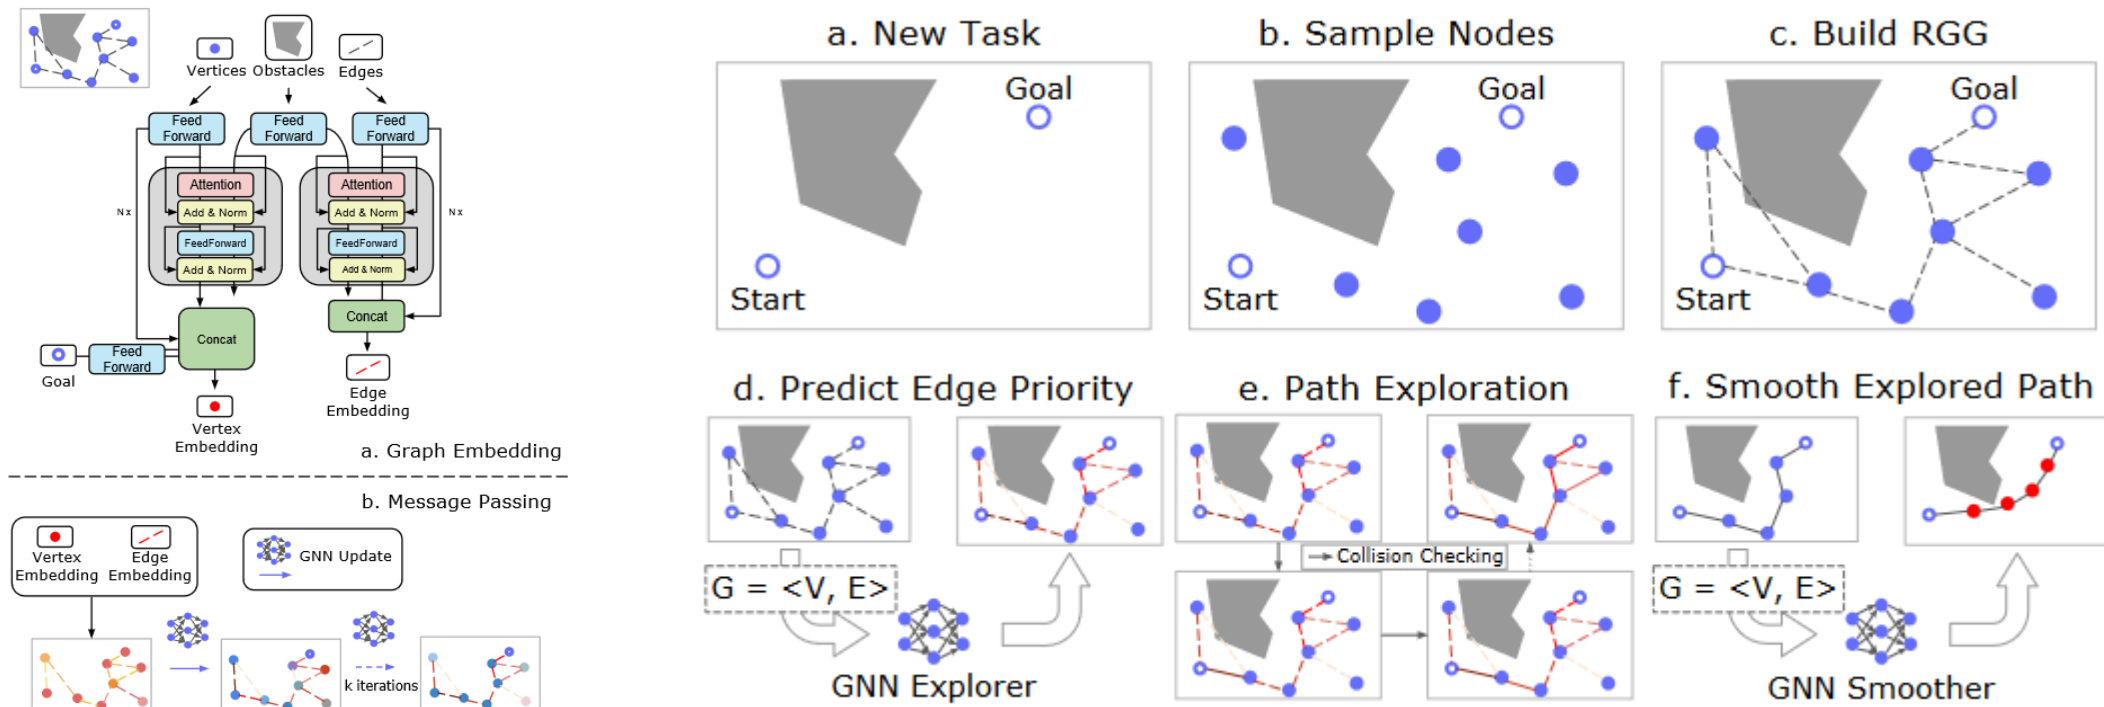 Vertices Obstacles Edges
Feed
Forward
Feed
Forward
Feed
Forward
Attention
Add & Norm
FeedForward
Add & Norm
N x
Attention
Add & Norm
FeedForward
Add & Norm
N x
Concat
Concat
Goal
Feed
Forward
Vertex
Embedding
Edge
Embedding
a. Graph Embedding
b. Message Passing
Vertex
Embedding
Edge
Embedding
GNN Update
k iterations
a. New Task
Goal
Start
b. Sample Nodes
Goal
Start
c. Build RGG
Goal
Start
d. Predict Edge Priority
G = <V, E>
GNN Explorer
e. Path Exploration
Collision Checking
f. Smooth Explored Path
G = <V, E>
GNN Smoother